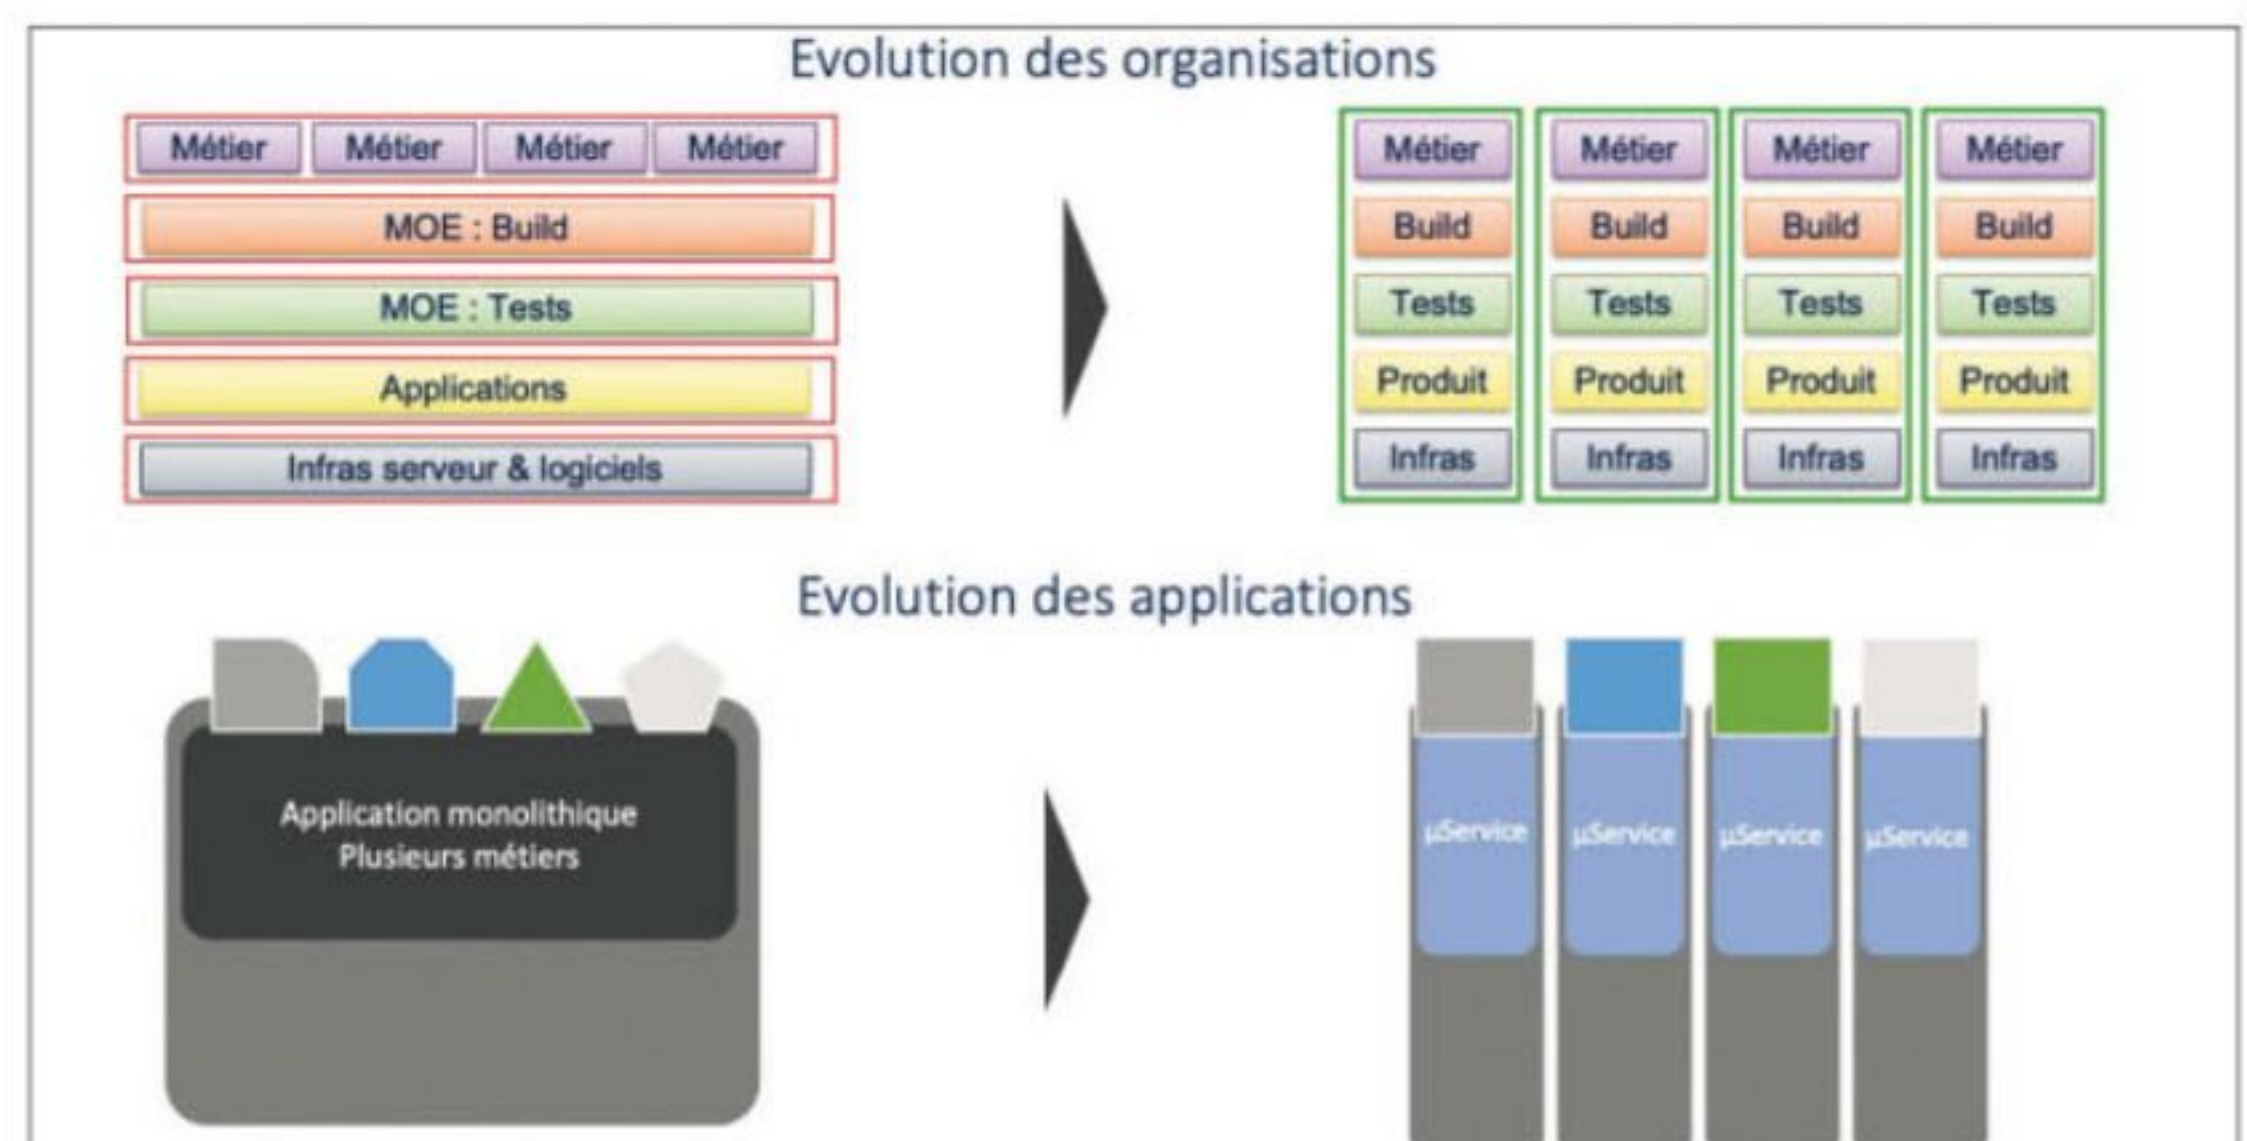 Evolution des organisations
Métier Métier Métier Métier
MOE : Build
MOE : Tests
Applications
Infras serveur & logiciels
Métier Métier Métier Métier
Build Build Build Build
Tests Tests Tests Tests
Produit Produit Produit Produit
Infras Infras Infras Infras
Evolution des applications
Application monolithique
Plusieurs métiers
µService µService µService µService